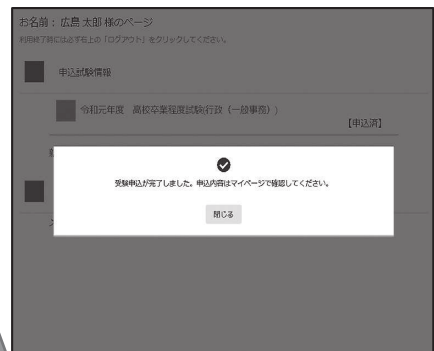 お名前：広島 太郎 様のページ
利用終了時には必ず右上の「ログアウト」をクリックしてください。
申込試験情報
令和元年度 高校卒業程度試験(行政（一般事務）)
【申込済】
受験申込が完了しました。申込内容はマイページで確認してください。
閉じる